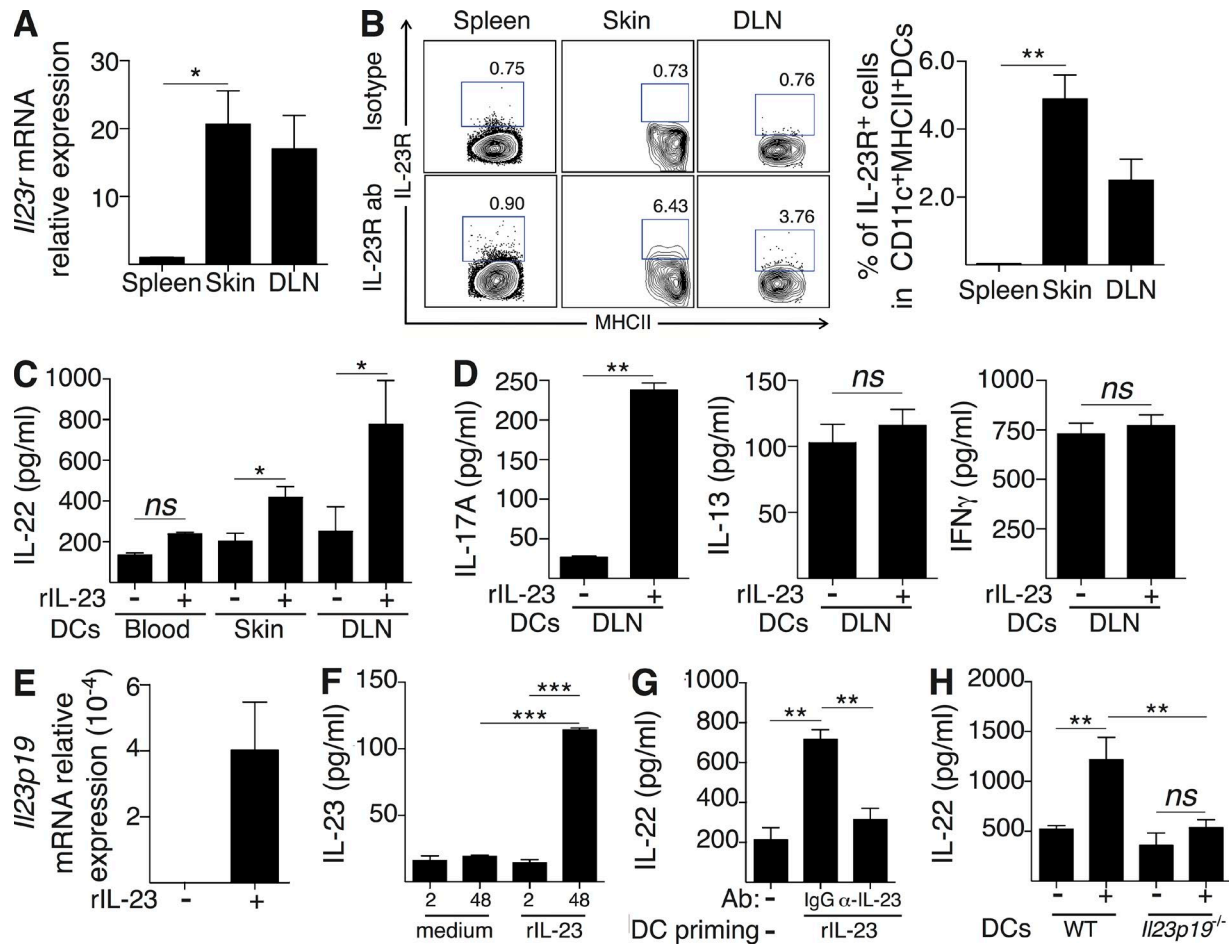 A
Il23r mRNA
relative expression
30
20
10
Spleen Skin DLN
*
B
Spleen Skin DLN
Isotype
IL-23R ab
IL-23R
MHCII
0.75 0.73 0.76
0.90 6.43 3.76
% of IL-23R+ cells
in CD11c+MHCII+DCs
6.0
4.0
2.0
**
Spleen Skin DLN
C
IL-22 (pg/ml)
1000
800
600
400
200
ns * *
rIL-23 - + - + - +
DCs Blood Skin DLN
D
IL-17A (pg/ml)
250
200
150
100
50
**
rIL-23 - +
DCs DLN
IL-13 (pg/ml)
150
100
50
ns
rIL-23 - +
DCs DLN
IFNγ (pg/ml)
1000
750
500
250
ns
rIL-23 - +
DCs DLN
E
Il23p19
mRNA relative
expression (10-4)
6
4
2
rIL-23 - +
F
IL-23 (pg/ml)
150
100
50
***
***
2 48 2 48
medium rIL-23
G
IL-22 (pg/ml)
1000
800
600
400
200
** **
Ab: - IgG α-IL-23
DC priming - rIL-23
H
IL-22 (pg/ml)
2000
1500
1000
500
** **
ns
- + - +
DCs WT Il23p19-/-